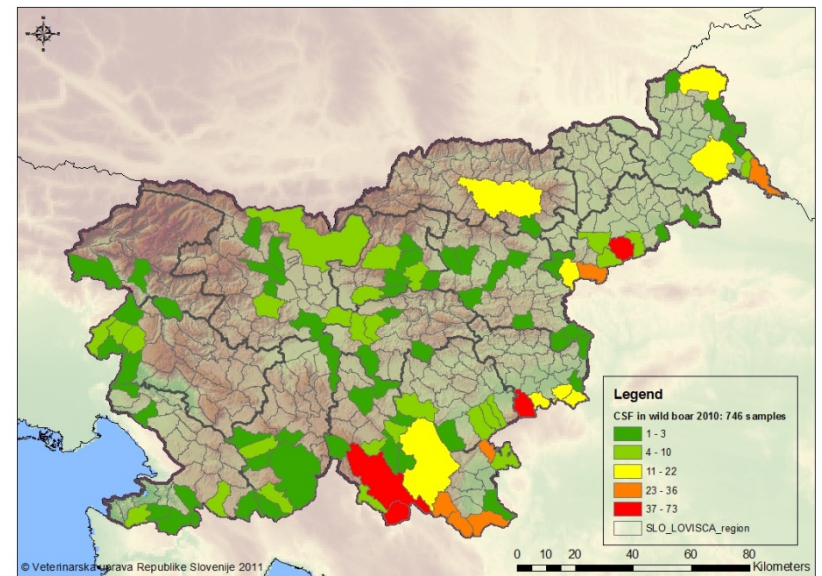 Legend
CSF in wild boar 2010: 746 samples
1 - 3
4 - 10
11 - 22
23 - 36
37 - 73
SLO_LOVISCA_region
0 10 20 40 60 80
Kilometers
© Veterinarska uprava Republike Slovenije 2011